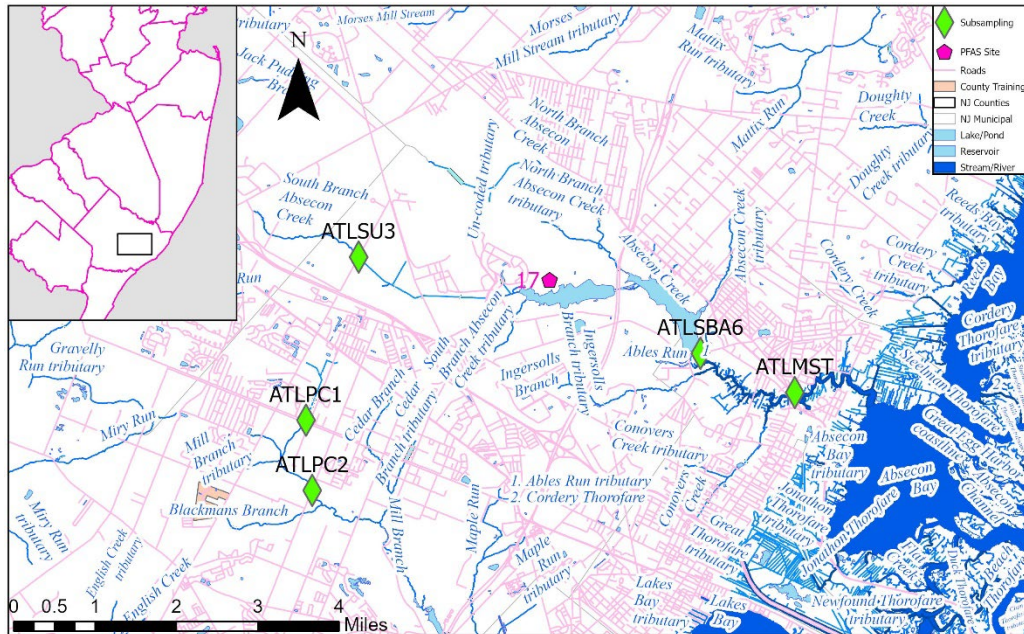 Morses Mill Stream
Morses
Mill Stream tributary
Mattix
Run tributary
N
Subsampling
PFAS Site
Roads
County Training
NJ Counties
NJ Municipal
Lake/Pond
Reservoir
Stream/River
Jack Pudding
Doughty
Creek
Mattix Run
North Branch
Absecon
Creek
Un-coded tributary
North Branch
Absecon Creek
tributary
Doughty
Creek tributary
South Branch
Absecon
Creek
Reeds Bay
tributary
Reeds
Bay
ATLSU3
Absecon Creek
Absecon Creek
tributary
Cordery
Creek
tributary
Cordery Creek
Run
17
Cordery
Thorofare
tributary
ATLSBA6
Ables Run
1
Gravelly
Run tributary
South
Branch Absecon
Creek tributary
Ingersolls
Branch tributary
Ingersolls
Branch
ATLMST
Steelman Thorofare
ATLPC1
Miry Run
Cedar Branch
Cedar
Branch tributary
Conovers
Creek tributary
Great Egg Harbor
coastal
Mill
Branch
tributary
ATLPC2
Absecon
Bay
tributary
Absecon
Bay
1. Ables Run tributary
2. Cordery Thorofare
Blackmans Branch
Conovers
Creek
Jonathan
Thorofare
tributary
Jonathan Thorofare
Miry Run
tributary
English Creek
tributary
English Creek
Mill Branch
Maple Run
Maple
Run
tributary
Great
Thorofare
tributary
Lakes
Bay
tributary
Lakes
Bay
Newfound Thorofare
tributary
0 0.5 1 2 3 4
Miles